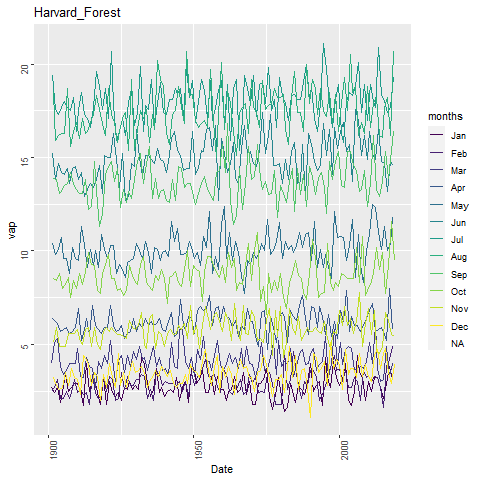 Harvard_Forest
20
15
10
5
vap
1900
1950
2000
Date
months
Jan
Feb
Mar
Apr
May
Jun
Jul
Aug
Sep
Oct
Nov
Dec
NA